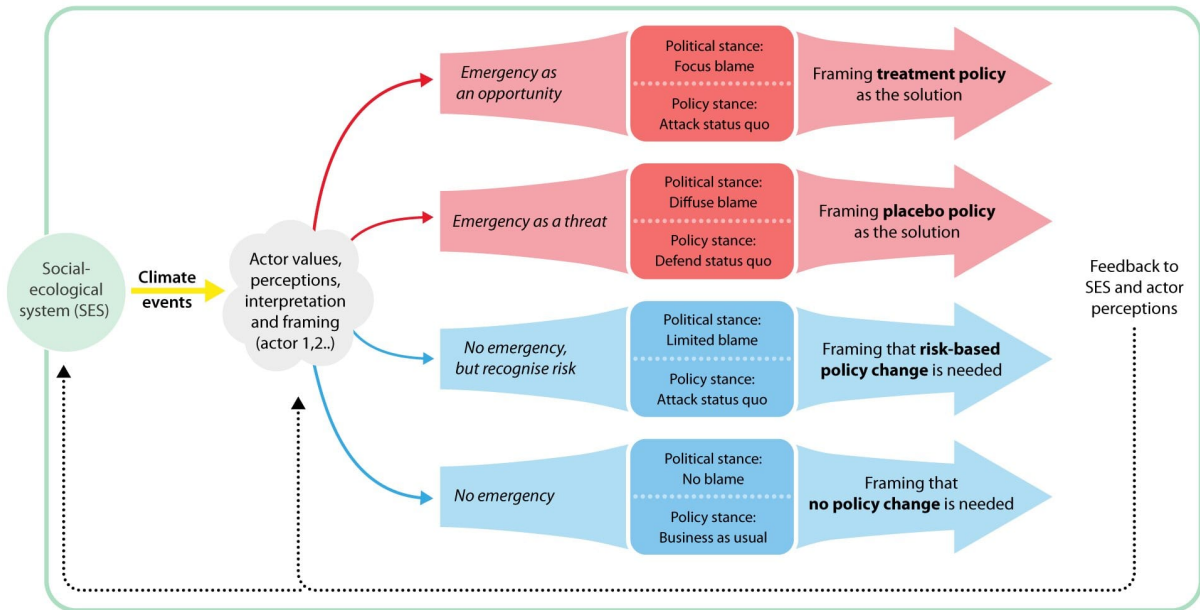 Social-
ecological
system (SES)
Climate
events
Actor values,
perceptions,
interpretation
and framing
(actor 1,2..)
Emergency as
an opportunity
Political stance:
Focus blame
Policy stance:
Attack status quo
Framing treatment policy
as the solution
Emergency as a threat
Political stance:
Diffuse blame
Policy stance:
Defend status quo
Framing placebo policy
as the solution
No emergency,
but recognise risk
Political stance:
Limited blame
Policy stance:
Attack status quo
Framing that risk-based
policy change is needed
No emergency
Political stance:
No blame
Policy stance:
Business as usual
Framing that
no policy change is needed
Feedback to
SES and actor
perceptions